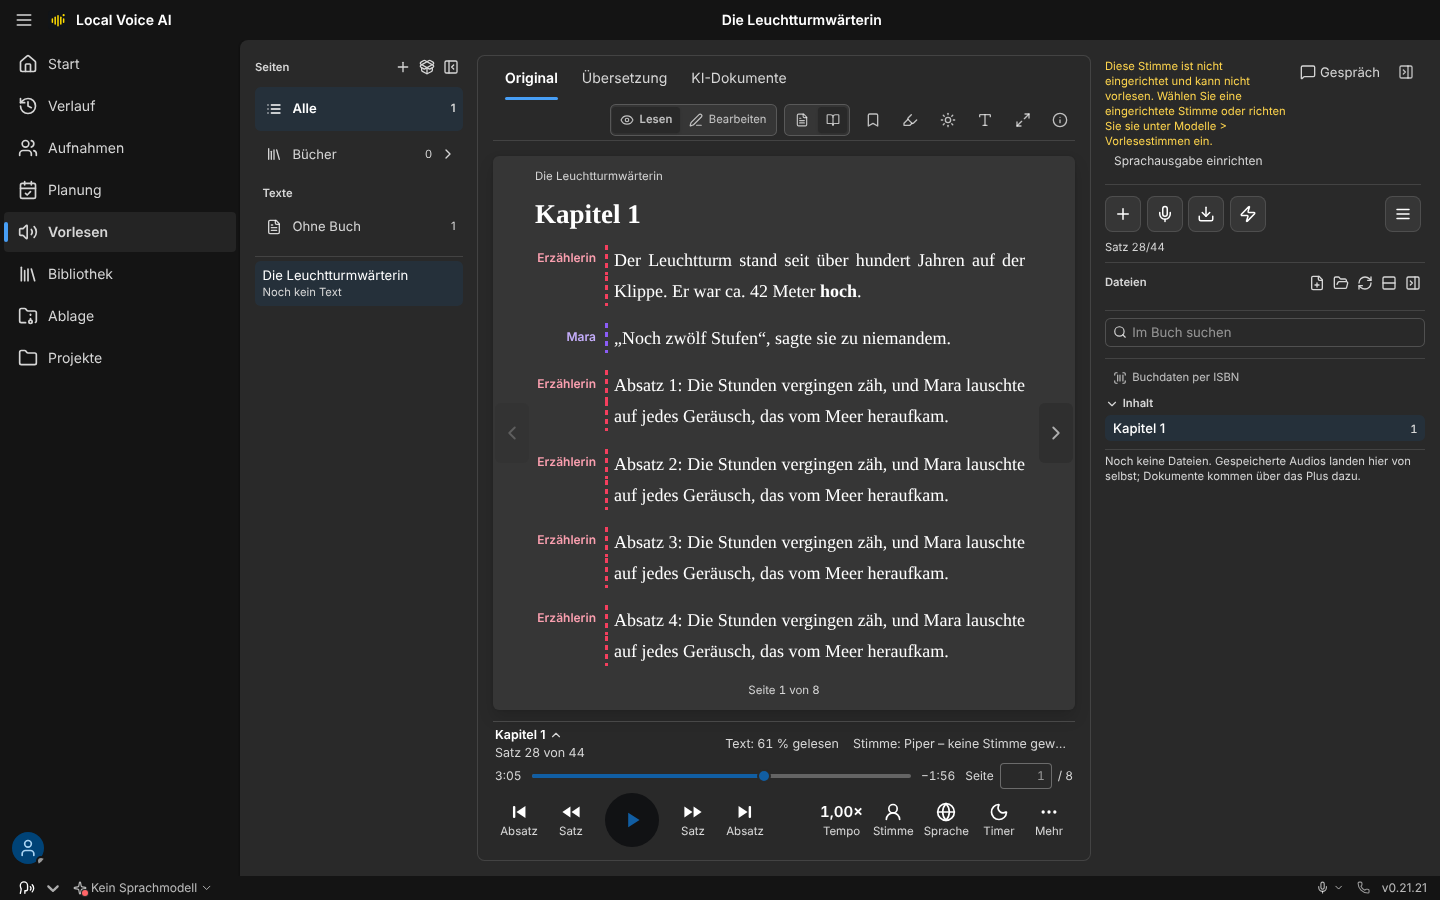 Local Voice AI
Die Leuchtturmwärterin
Start
Verlauf
Aufnahmen
Planung
Vorlesen
Bibliothek
Ablage
Projekte
Seiten
Alle 1
Bücher 0
Texte
Ohne Buch 1
Die Leuchtturmwärterin
Noch kein Text
Original Übersetzung KI-Dokumente
Lesen Bearbeiten
Die Leuchtturmwärterin
Kapitel 1
Erzählerin Der Leuchtturm stand seit über hundert Jahren auf der
Klippe. Er war ca. 42 Meter hoch.
Mara „Noch zwölf Stufen“, sagte sie zu niemandem.
Erzählerin Absatz 1: Die Stunden vergingen zäh, und Mara lauschte
auf jedes Geräusch, das vom Meer heraufkam.
Erzählerin Absatz 2: Die Stunden vergingen zäh, und Mara lauschte
auf jedes Geräusch, das vom Meer heraufkam.
Erzählerin Absatz 3: Die Stunden vergingen zäh, und Mara lauschte
auf jedes Geräusch, das vom Meer heraufkam.
Erzählerin Absatz 4: Die Stunden vergingen zäh, und Mara lauschte
auf jedes Geräusch, das vom Meer heraufkam.
Seite 1 von 8
Kapitel 1
Satz 28 von 44
Text: 61 % gelesen Stimme: Piper – keine Stimme gew...
3:05 −1:56 Seite 1 / 8
Absatz Satz Satz Absatz
1,00×
Tempo Stimme Sprache Timer Mehr
Diese Stimme ist nicht
eingerichtet und kann nicht
vorlesen. Wählen Sie eine
eingerichtete Stimme oder richten
Sie sie unter Modelle >
Vorlesestimmen ein.
Gespräch
Sprachausgabe einrichten
Satz 28/44
Dateien
Im Buch suchen
Buchdaten per ISBN
Inhalt
Kapitel 1 1
Noch keine Dateien. Gespeicherte Audios landen hier von
selbst; Dokumente kommen über das Plus dazu.
Kein Sprachmodell
v0.21.21